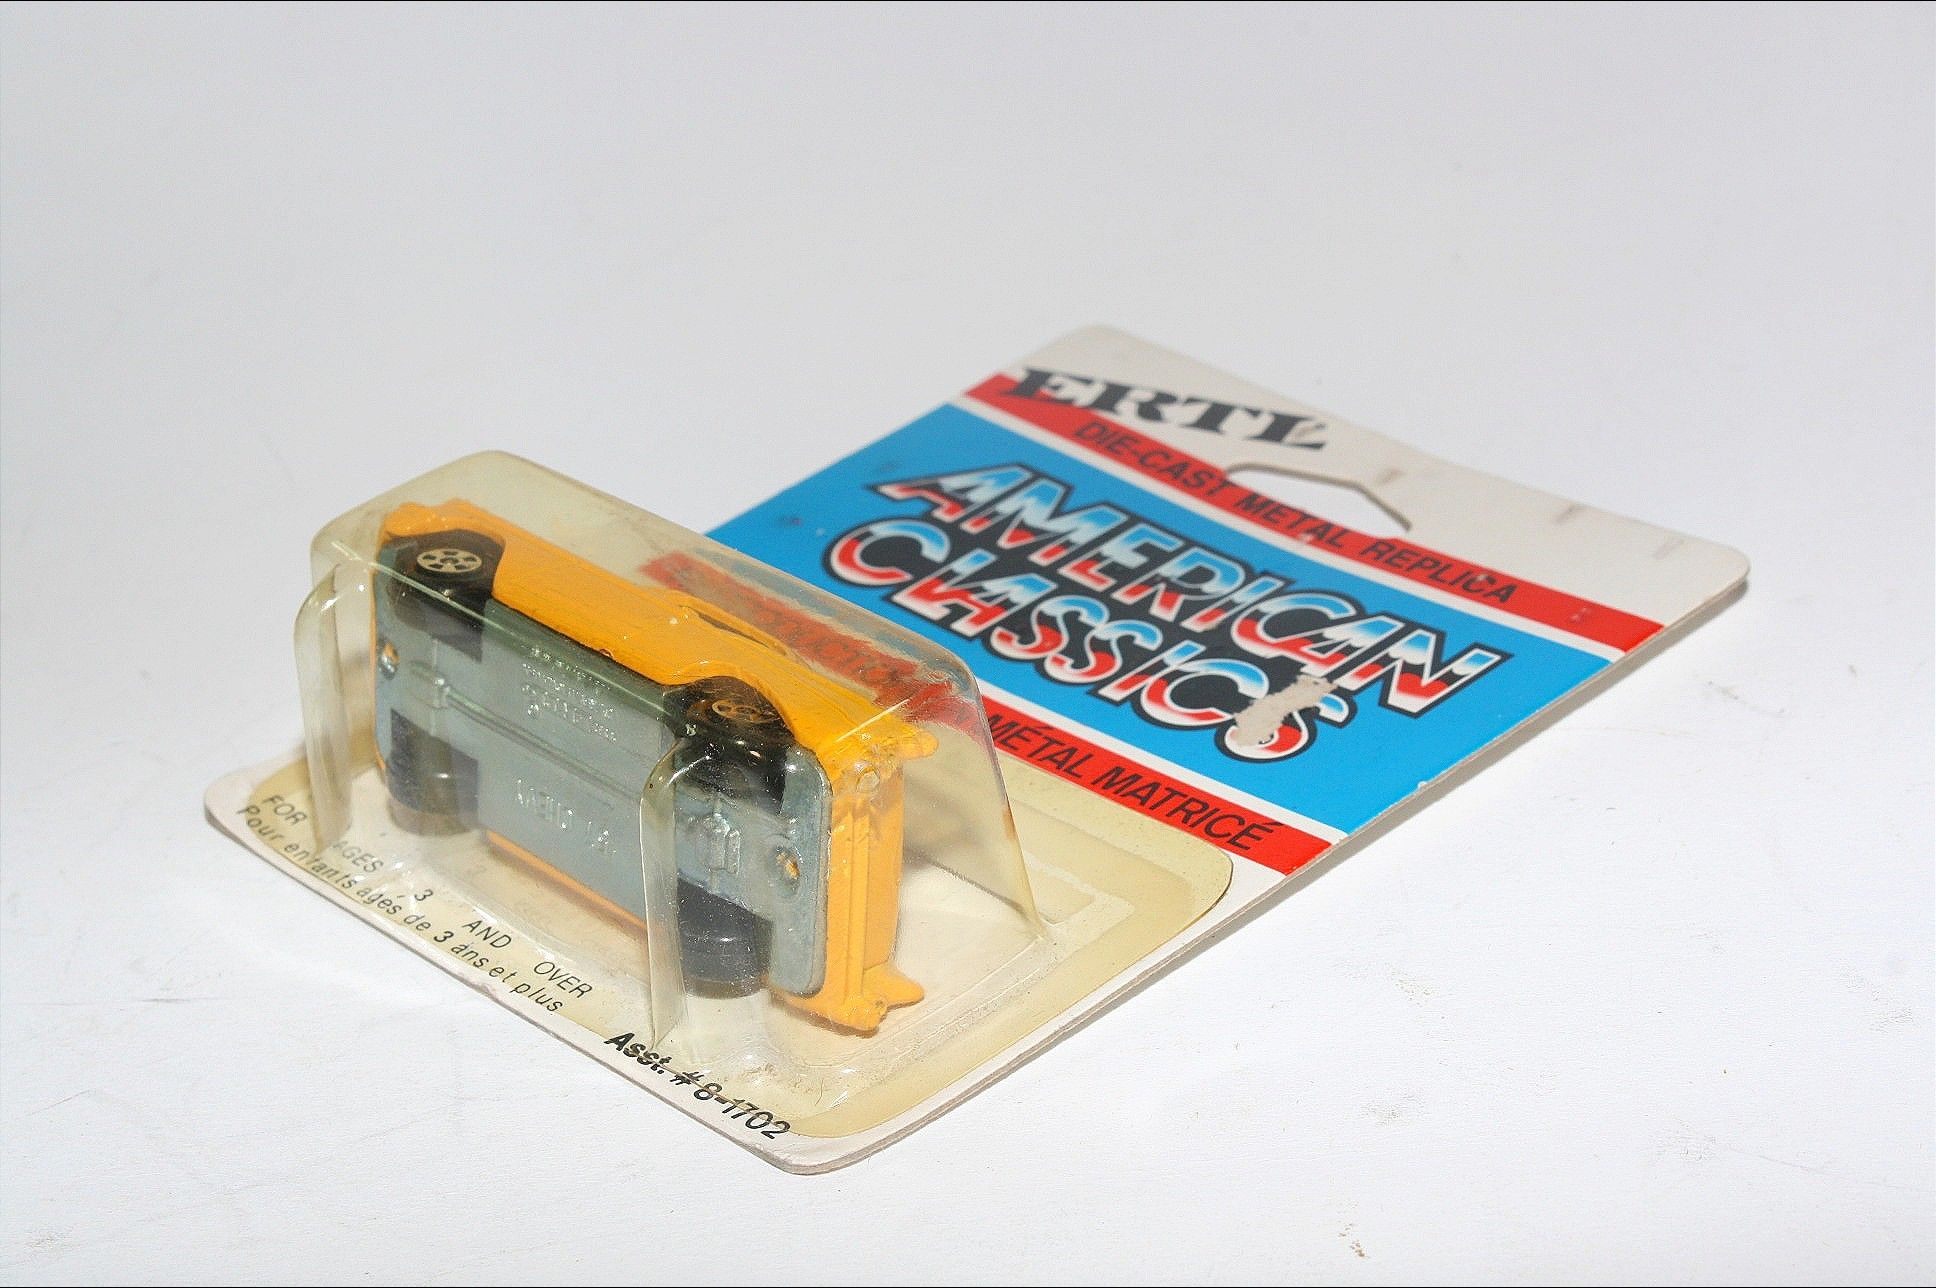 ERTL
DIE-CAST METAL REPLICA
AMERICAN
CLASSICS
MÉTAL MATRICÉ
FOR AGES 3 AND OVER
Pour enfants agés de 3 ans et plus
Asst. #8-1702